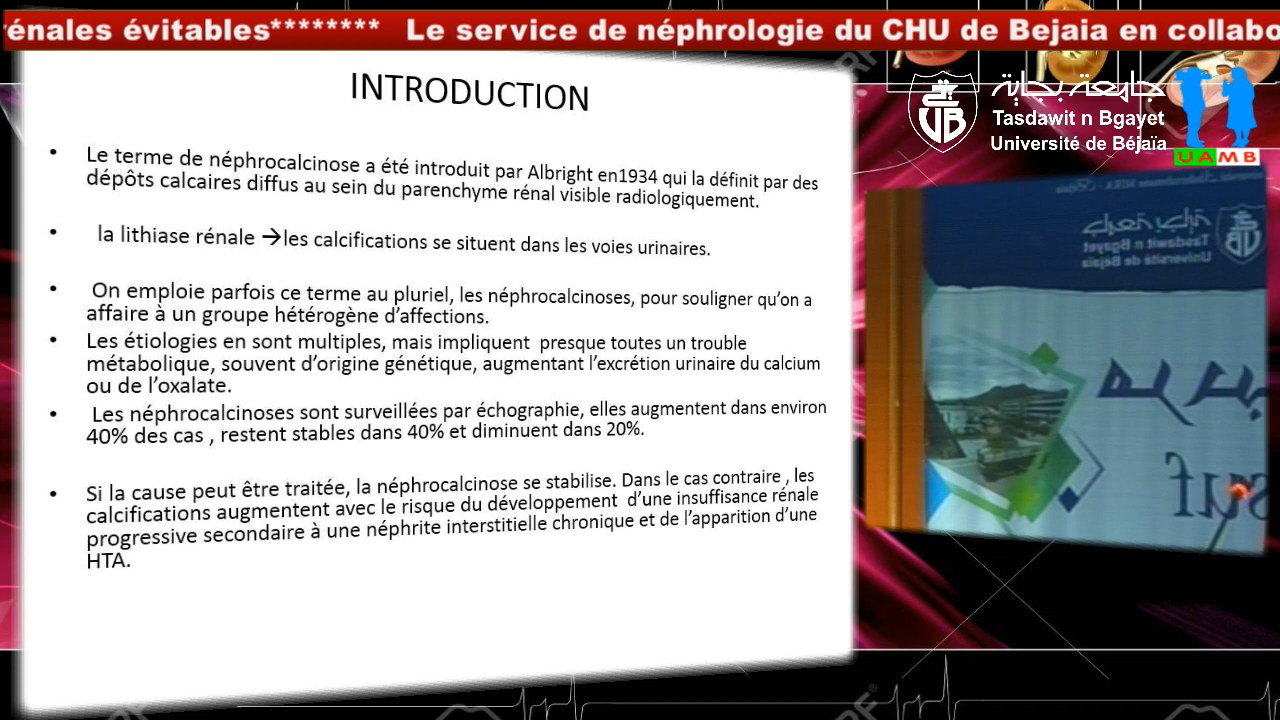 énales évitables******** Le service de néphrologie du CHU de Bejaia en collabo
جامعة بجاية
Tasdawit n Bgayet
Université de Béjaïa
UAMB
INTRODUCTION
• Le terme de néphrocalcinose a été introduit par Albright en1934 qui la définit par des
dépôts calcaires diffus au sein du parenchyme rénal visible radiologiquement.
• la lithiase rénale →les calcifications se situent dans les voies urinaires.
• On emploie parfois ce terme au pluriel, les néphrocalcinoses, pour souligner qu’on a
affaire à un groupe hétérogène d’affections.
• Les étiologies en sont multiples, mais impliquent presque toutes un trouble
métabolique, souvent d’origine génétique, augmentant l’excrétion urinaire du calcium
ou de l’oxalate.
• Les néphrocalcinoses sont surveillées par échographie, elles augmentent dans environ
40% des cas , restent stables dans 40% et diminuent dans 20%.
• Si la cause peut être traitée, la néphrocalcinose se stabilise. Dans le cas contraire , les
calcifications augmentent avec le risque du développement d’une insuffisance rénale
progressive secondaire à une néphrite interstitielle chronique et de l’apparition d’une
HTA.
Tasdawit n Bgayet
Université de Béjaïa